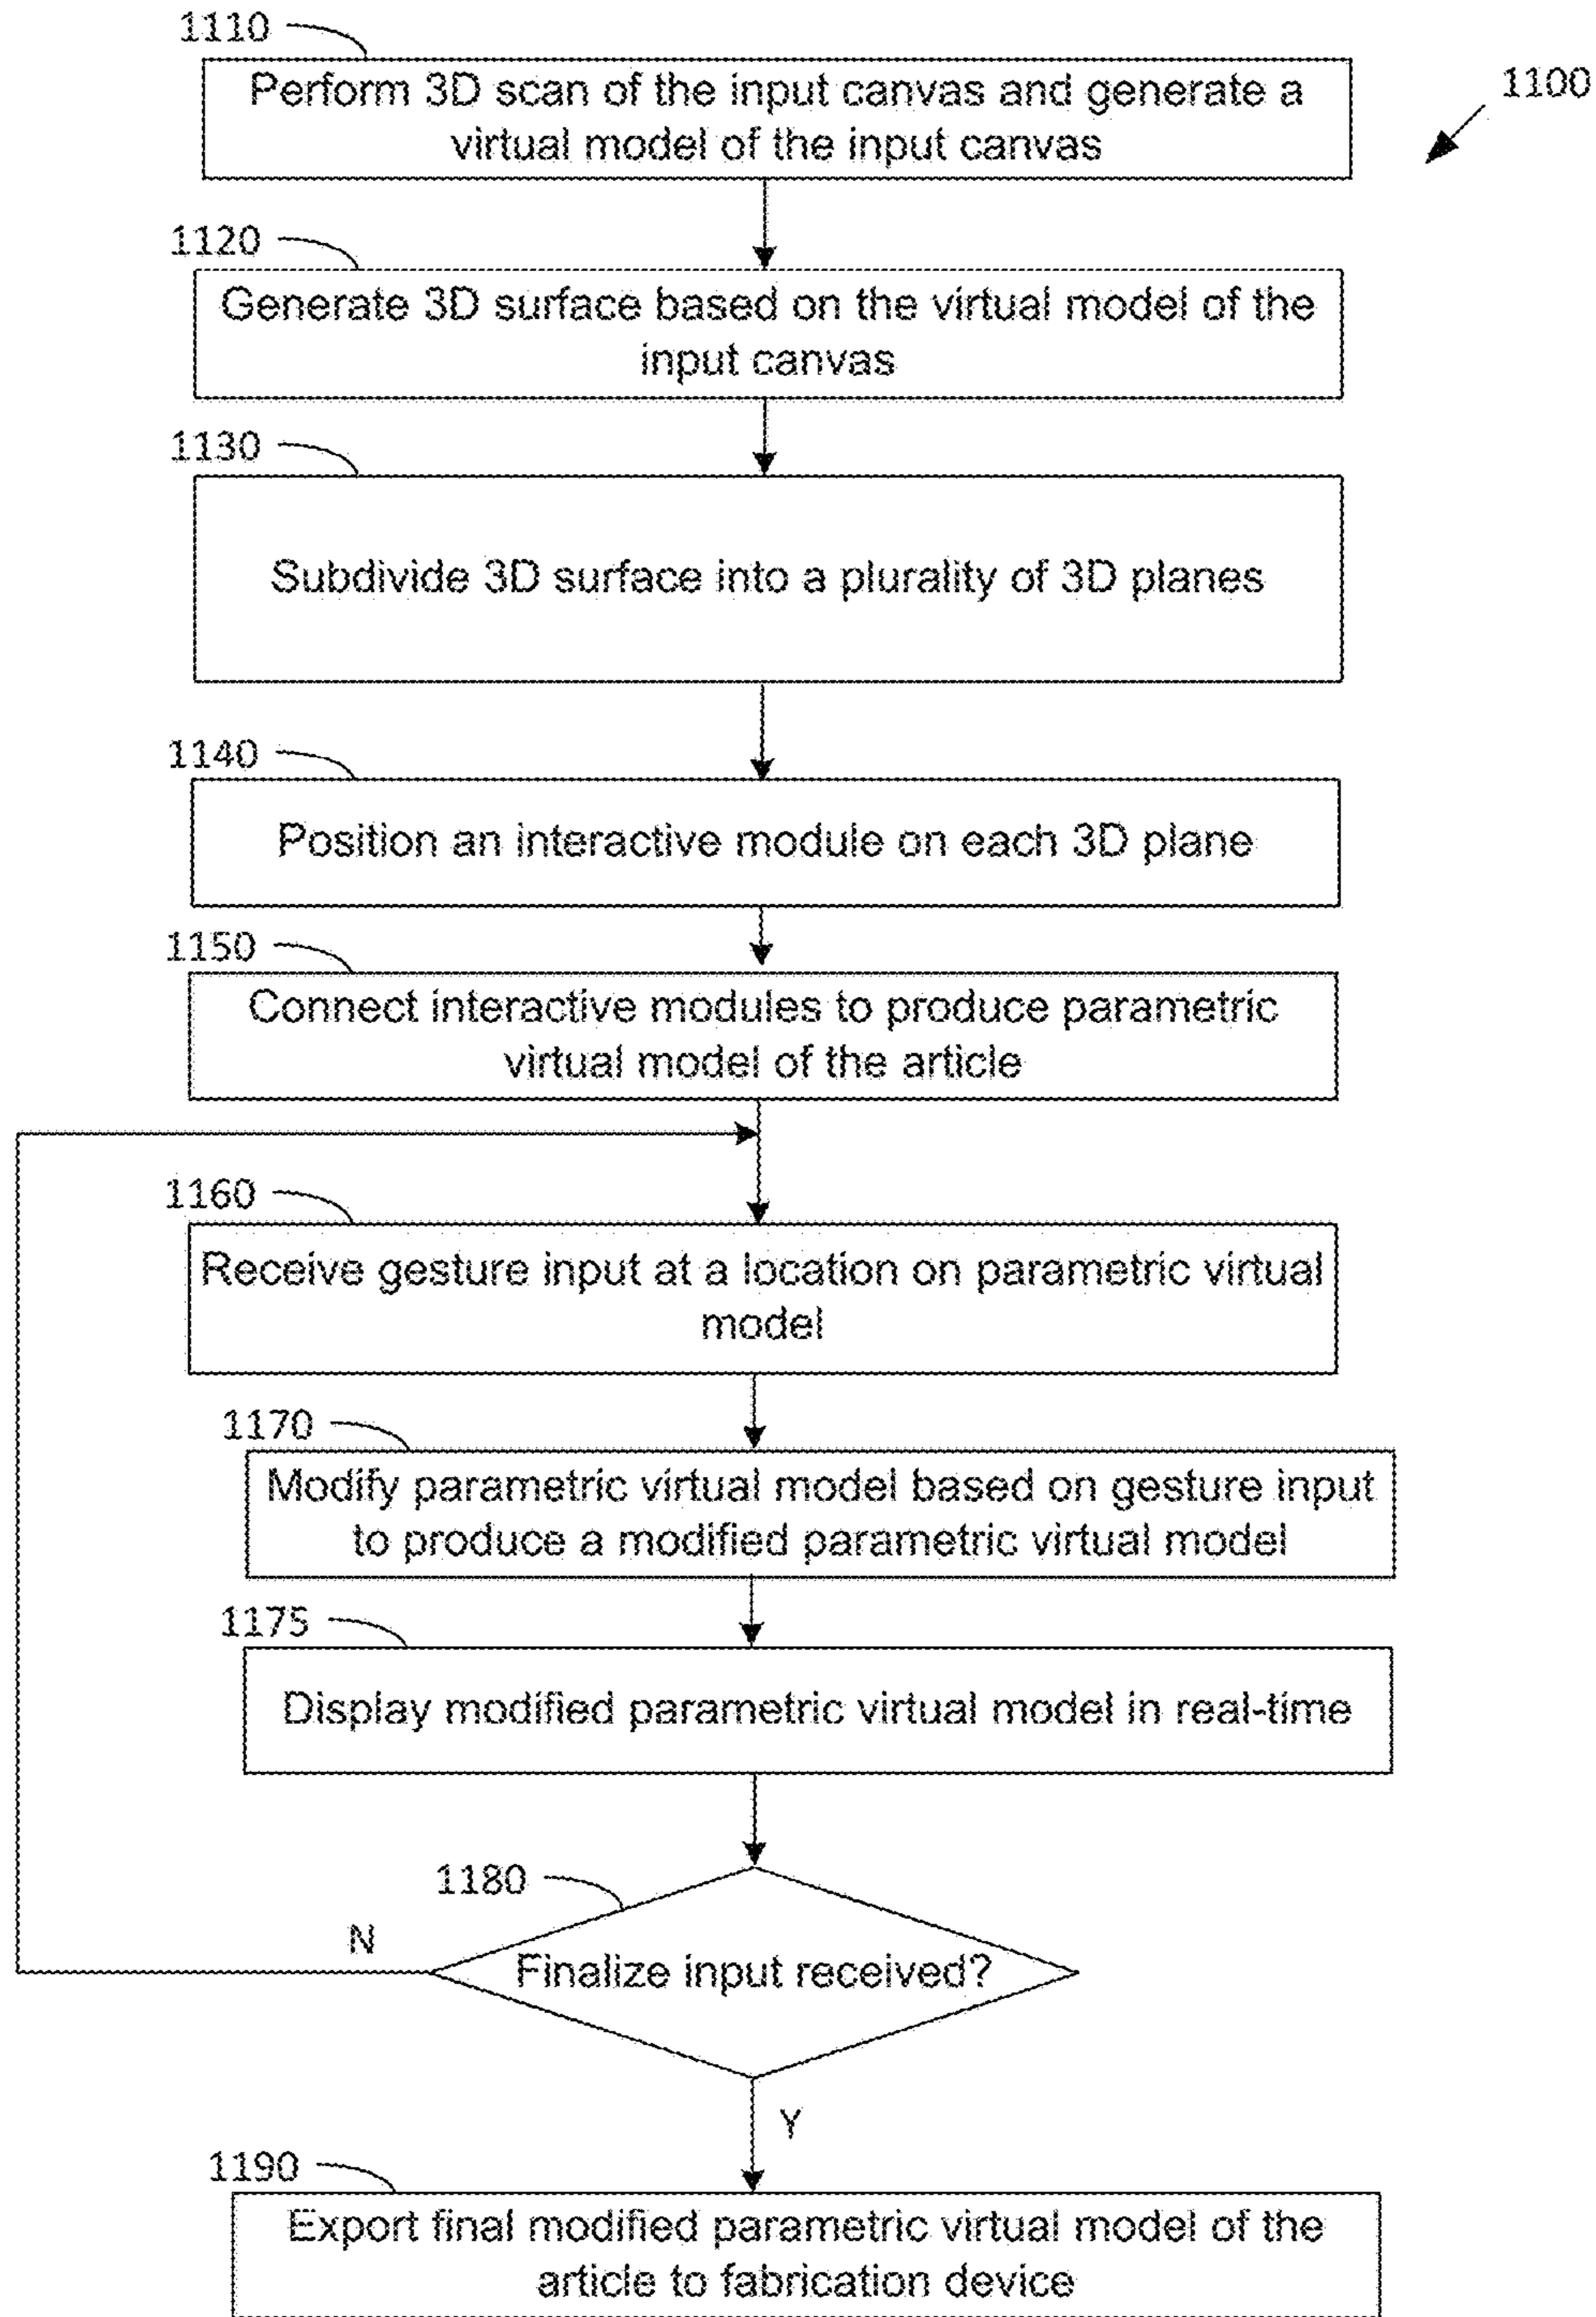 1110
1100
Perform 3D scan of the input canvas and generate a
virtual model of the input canvas
1120
Generate 3D surface based on the virtual model of the
input canvas
1130
Subdivide 3D surface into a plurality of 3D planes
1140
Position an interactive module on each 3D plane
1150
Connect interactive modules to produce parametric
virtual model of the article
1160
Receive gesture input at a location on parametric virtual
model
1170
Modify parametric virtual model based on gesture input
to produce a modified parametric virtual model
1175
Display modified parametric virtual model in real-time
1180
N
Finalize input received?
Y
1190
Export final modified parametric virtual model of the
article to fabrication device